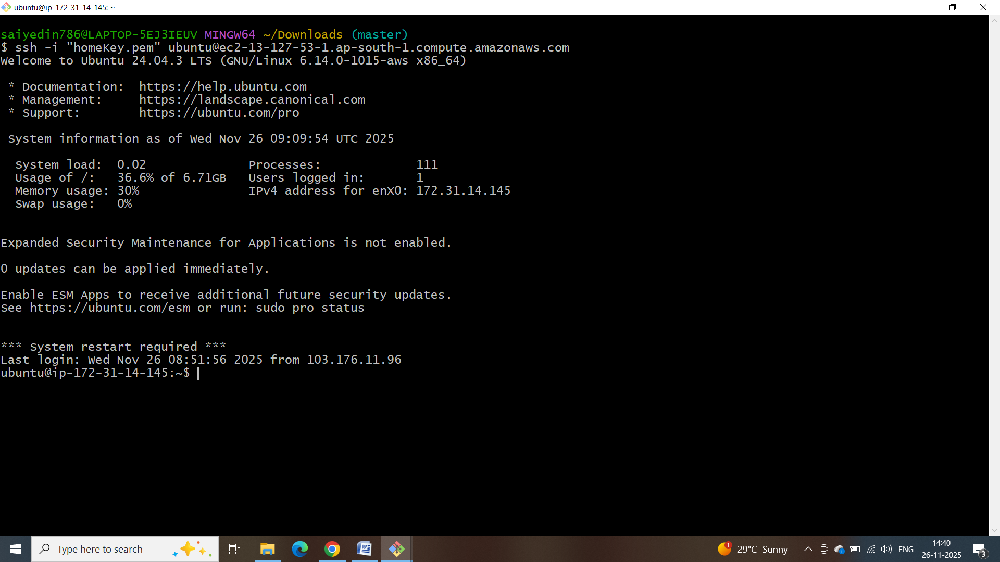 ubuntu@ip-172-31-14-145: ~
saiyedin786@LAPTOP-5EJ3IEUV MINGW64 ~/Downloads (master)
$ ssh -i "homeKey.pem" ubuntu@ec2-13-127-53-1.ap-south-1.compute.amazonaws.com
Welcome to Ubuntu 24.04.3 LTS (GNU/Linux 6.14.0-1015-aws x86_64)
* Documentation:  https://help.ubuntu.com
* Management:     https://landscape.canonical.com
* Support:        https://ubuntu.com/pro
System information as of Wed Nov 26 09:09:54 UTC 2025
System load:  0.02              Processes:             111
Usage of /:   36.6% of 6.71GB   Users logged in:       1
Memory usage: 30%               IPv4 address for enX0: 172.31.14.145
Swap usage:   0%
Expanded Security Maintenance for Applications is not enabled.
0 updates can be applied immediately.
Enable ESM Apps to receive additional future security updates.
See https://ubuntu.com/esm or run: sudo pro status
*** System restart required ***
Last login: Wed Nov 26 08:51:56 2025 from 103.176.11.96
ubuntu@ip-172-31-14-145:~$
Type here to search
1
29°C Sunny
ENG
14:40
26-11-2025
3